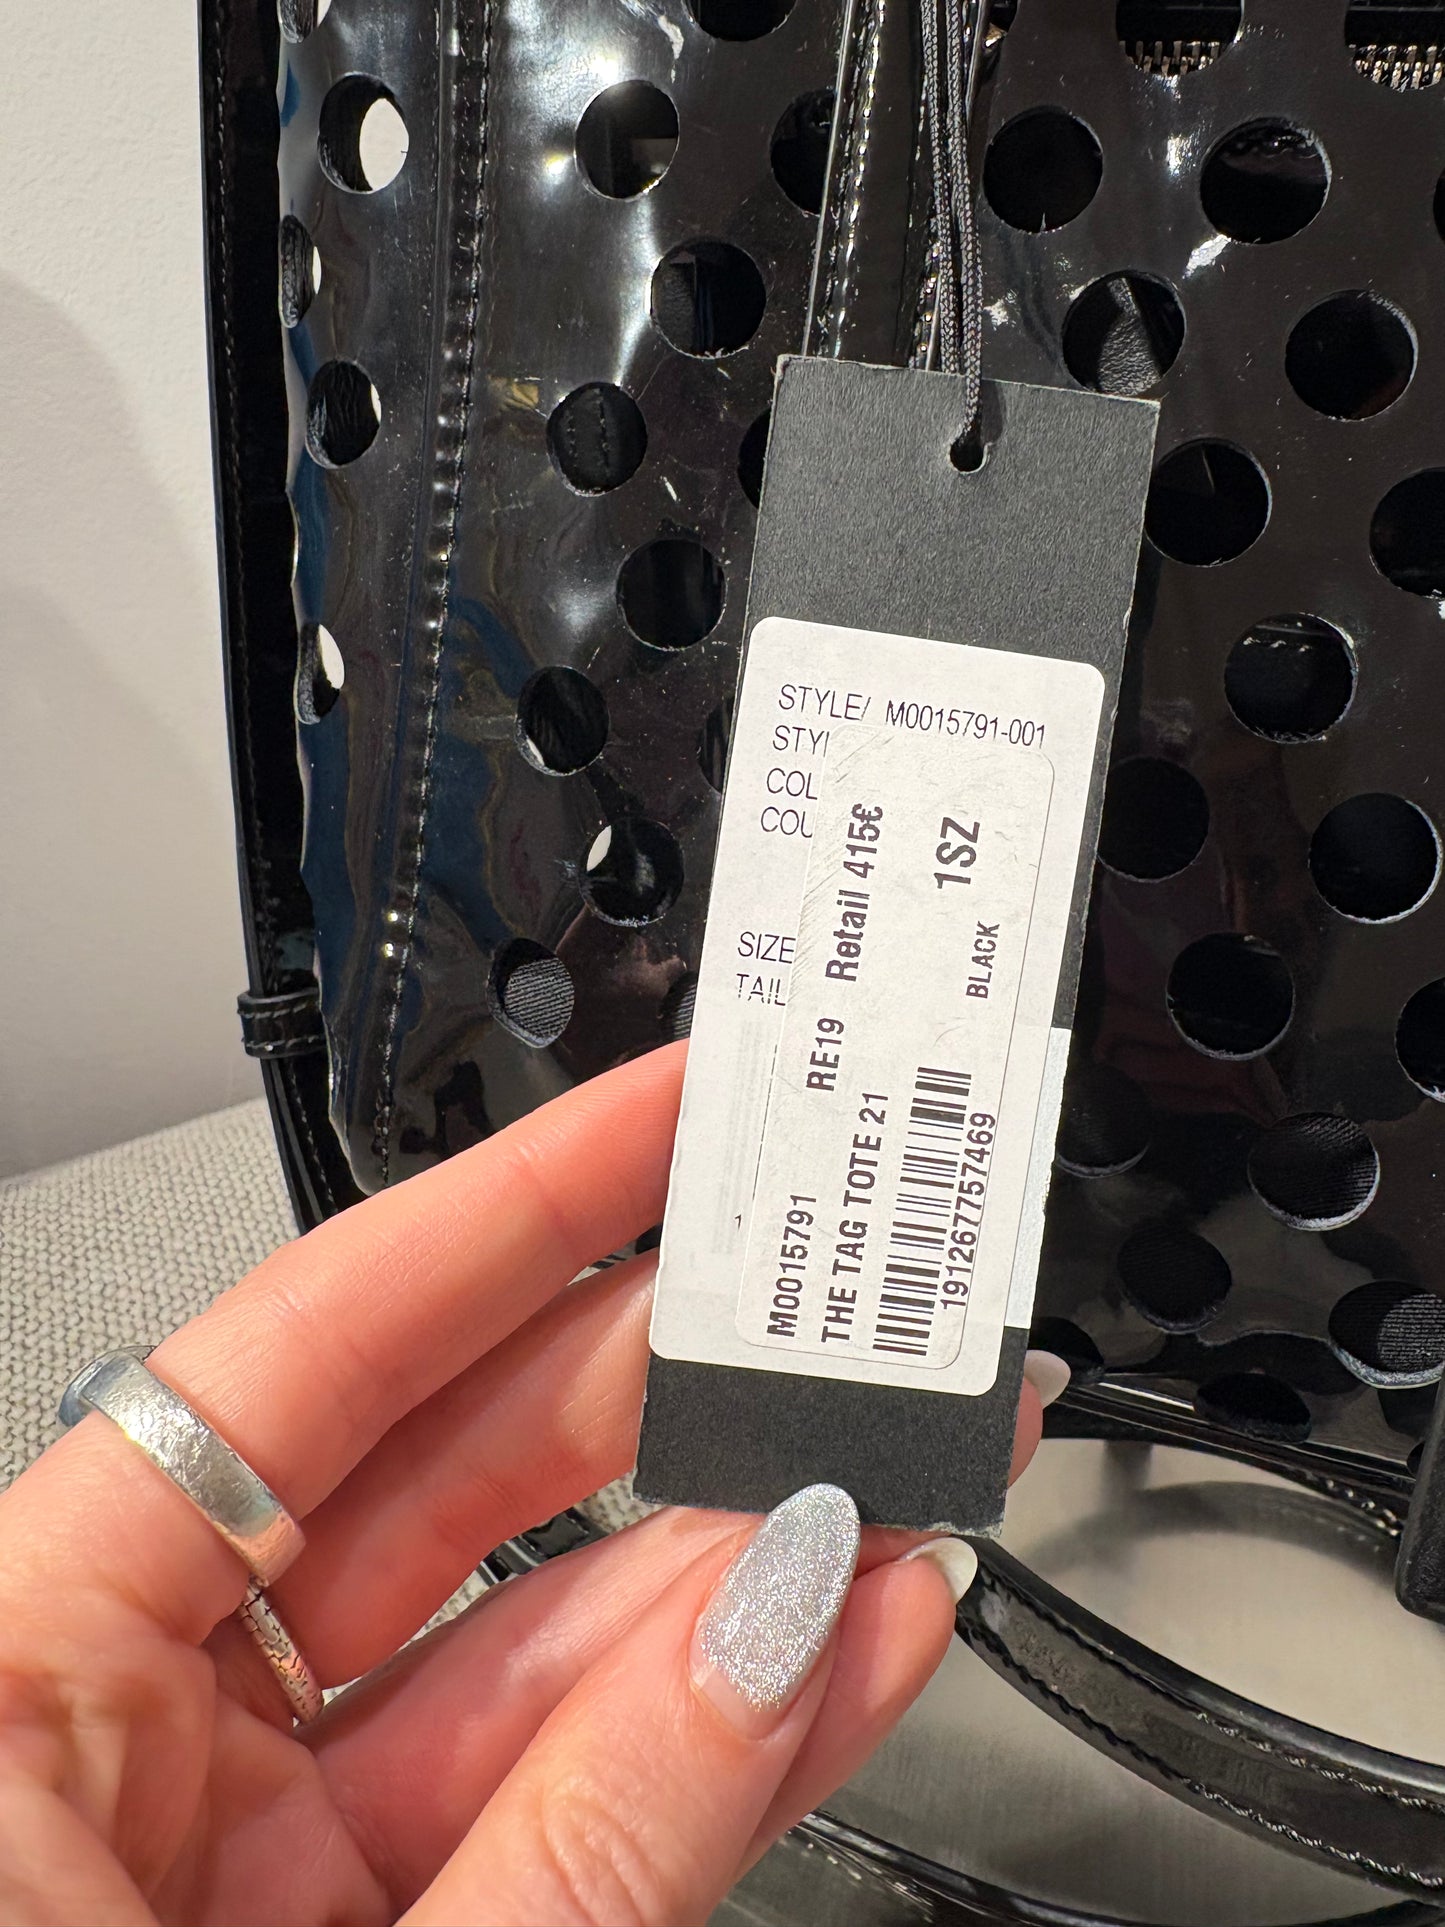 STYLE/ M0015791-001
STYL
COL
COU
SIZE
TAIL
M0015791 RE19 Retail 415€
THE TAG TOTE 21
1SZ
BLACK
191267757469